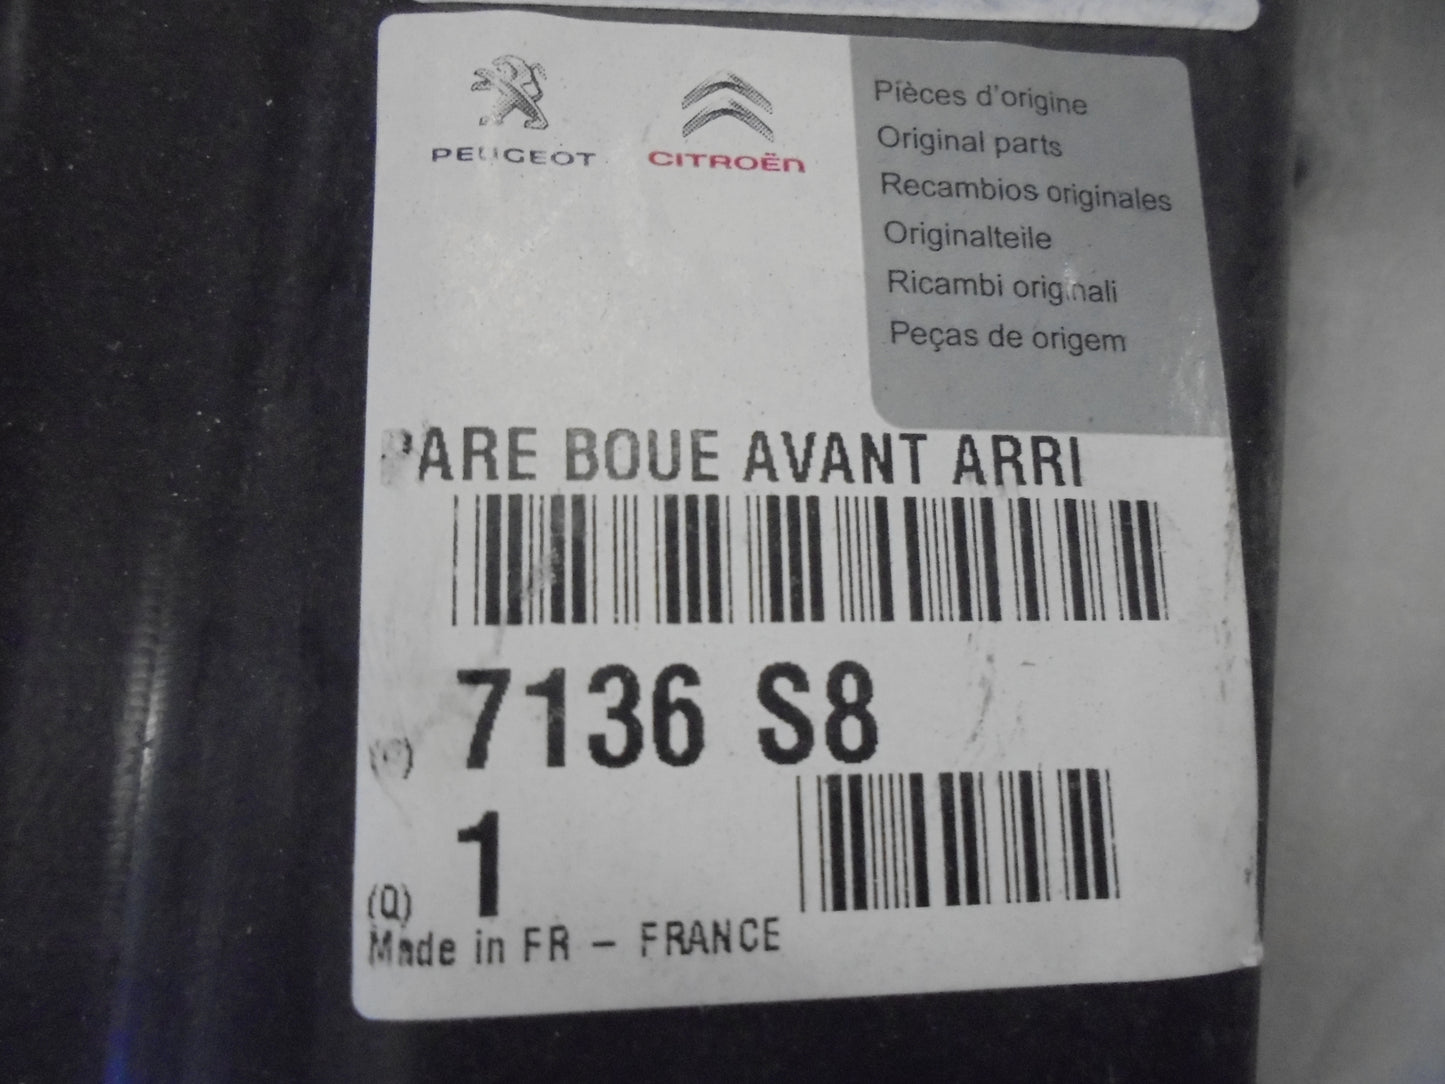 PEUGEOT
CITROËN
Pièces d'origine
Original parts
Recambios originales
Originalteile
Ricambi originali
Peças de origem
PARE BOUE AVANT ARRI
7136 S8
1
(Q)
Made in FR - FRANCE